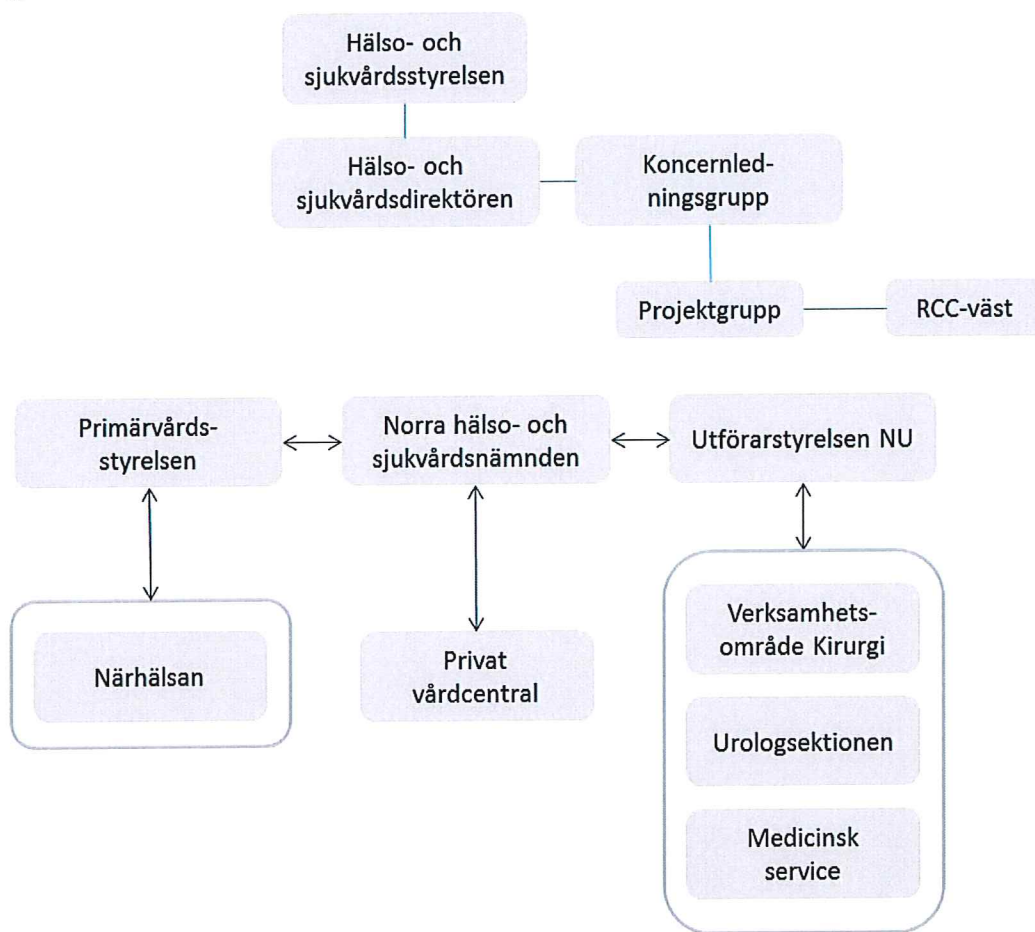 Hälso- och
sjukvårdsstyrelsen
Hälso- och
sjukvårdsdirektören
Koncernled-
ningsgrupp
Projektgrupp
RCC-väst
Primärvårds-
styrelsen
Norra hälso- och
sjukvårdsnämnden
Utförarstyrelsen NU
Närhälsan
Privat
vårdcentral
Verksamhets-
område Kirurgi
Urologsektionen
Medicinsk
service